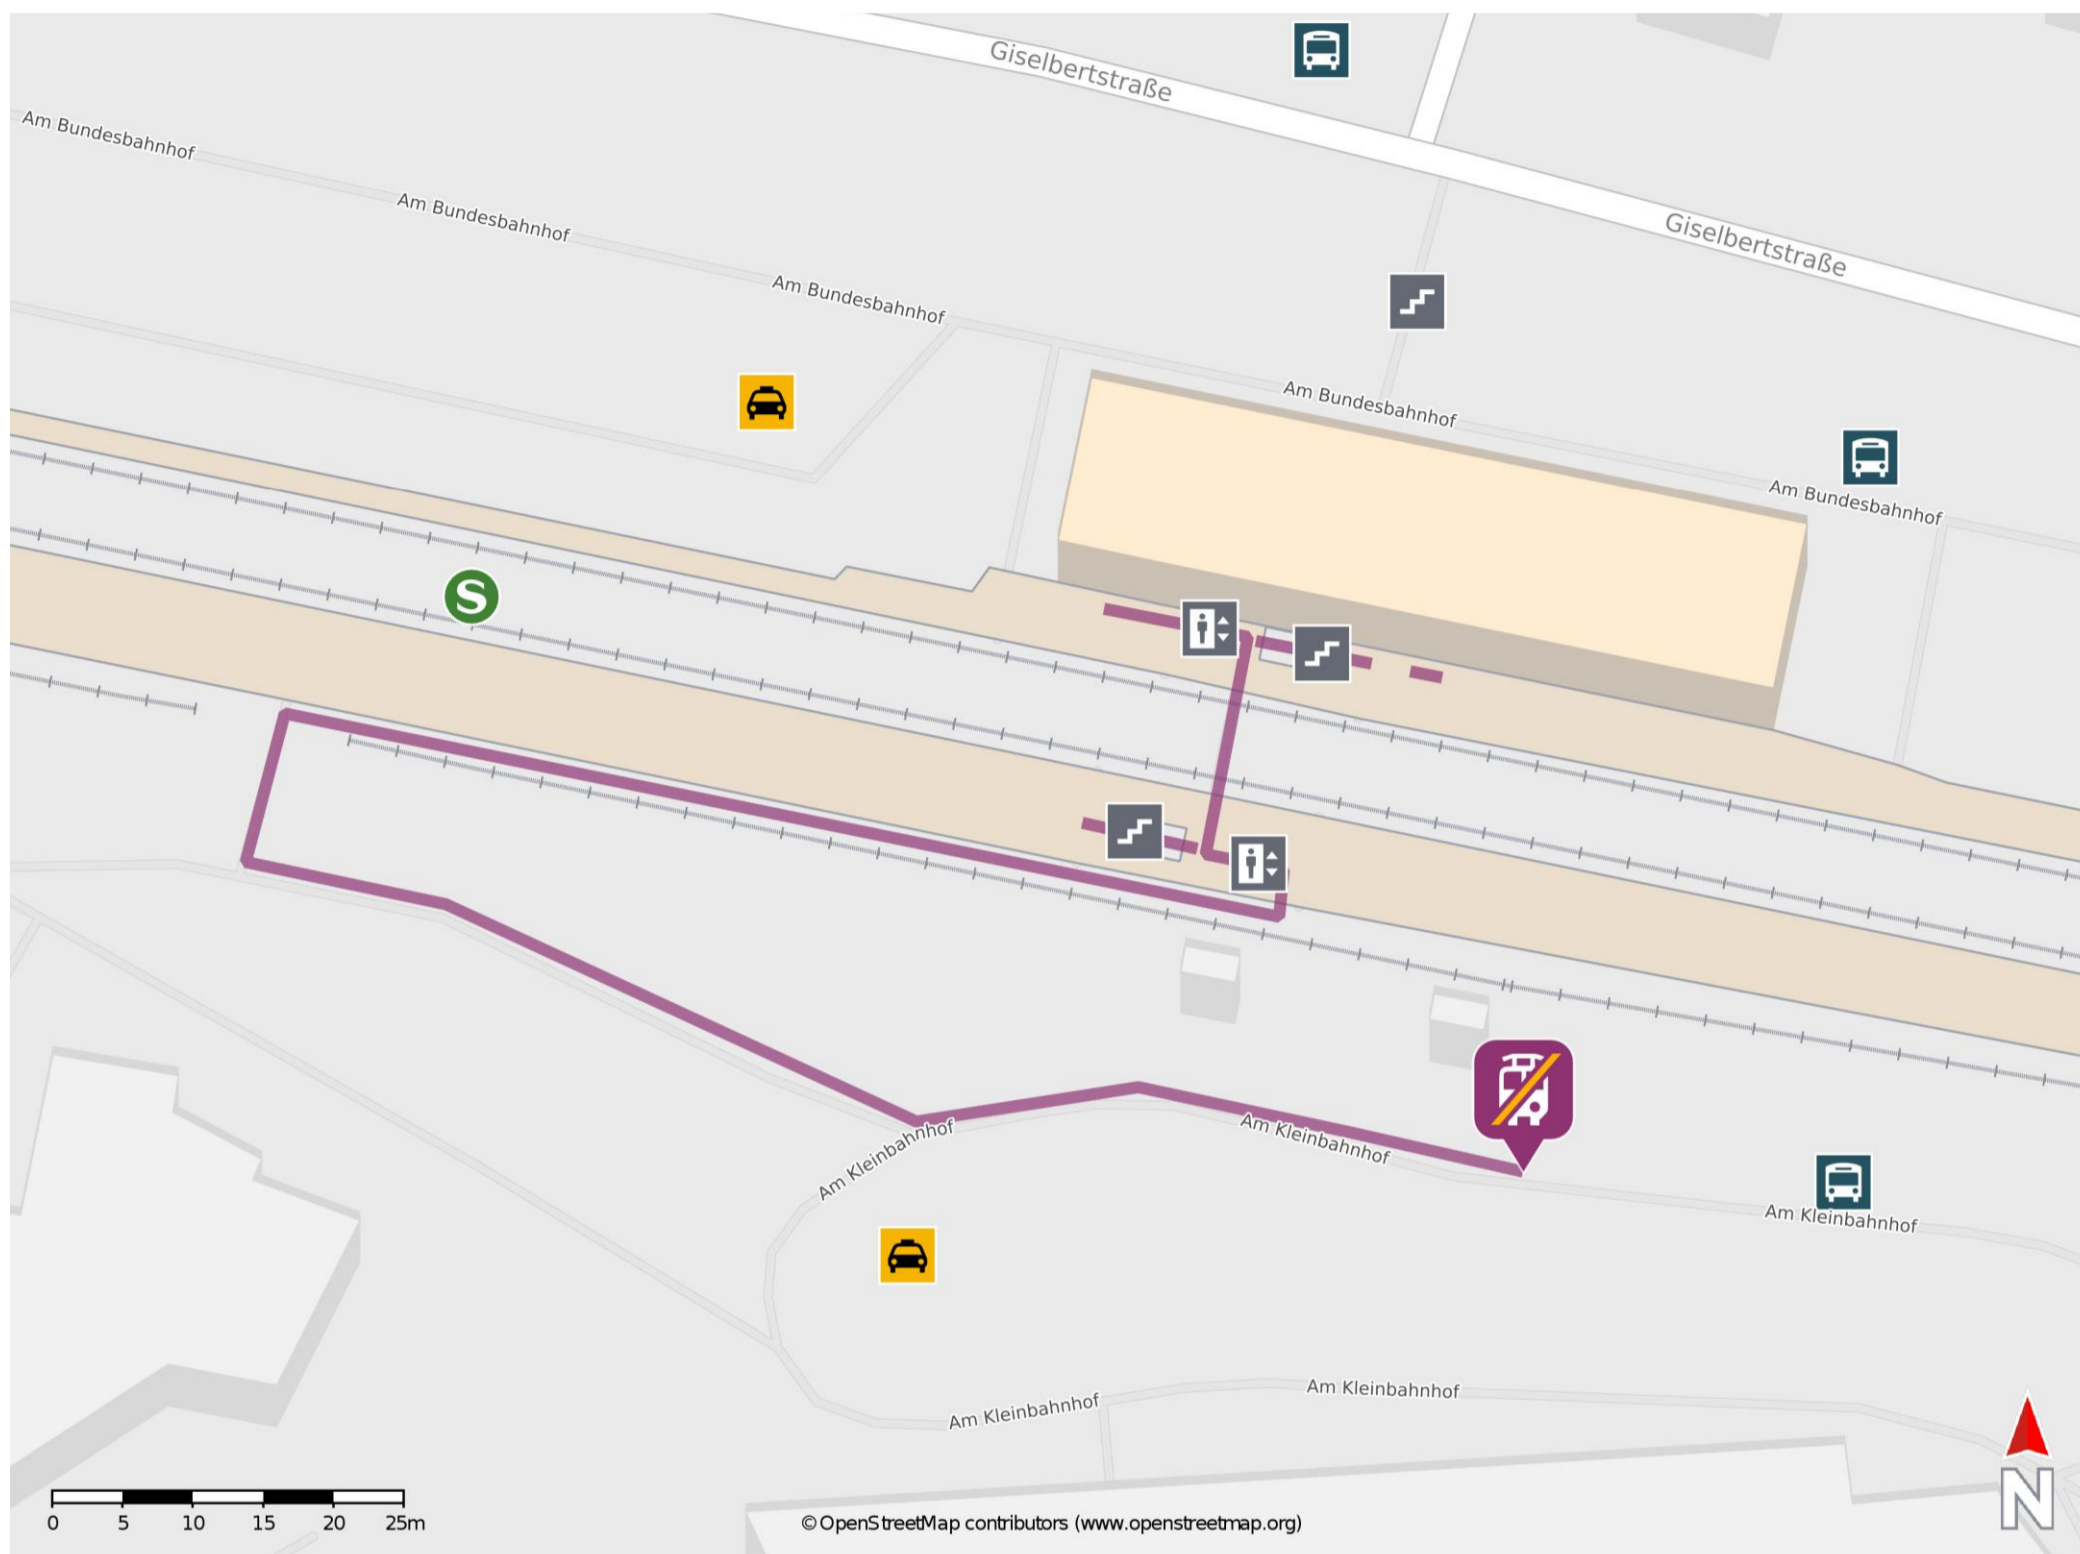 Giselbertstraße
Am Bundesbahnhof
Am Bundesbahnhof
Giselbertstraße
Am Bundesbahnhof
Am Bundesbahnhof
Am Bundesbahnhof
S
Am Kleinbahnhof
Am Kleinbahnhof
Am Kleinbahnhof
Am Kleinbahnhof
Am Kleinbahnhof
0 5 10 15 20 25m
© OpenStreetMap contributors (www.openstreetmap.org)
N